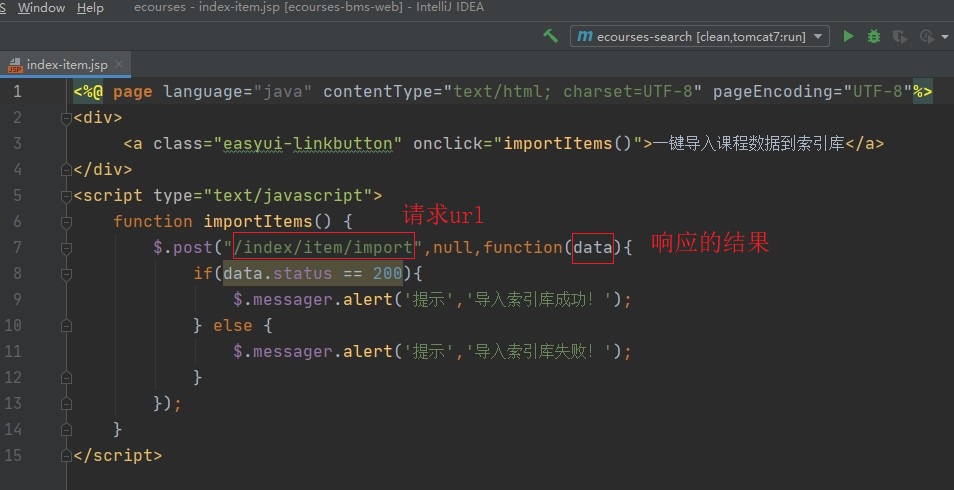 S Window Help ecourses - index-item.jsp [ecourses-bms-web] - IntelliJ IDEA
ecourses-search [clean,tomcat7:run]
JSP index-item.jsp
1 <%@ page language="java" contentType="text/html; charset=UTF-8" pageEncoding="UTF-8"%>
2 <div>
3 <a class="easyui-linkbutton" onclick="importItems()">一键导入课程数据到索引库</a>
4 </div>
5 <script type="text/javascript">
6 function importItems() { 请求url
7 $.post("/index/item/import",null,function(data){ 响应的结果
8 if(data.status == 200){
9 $.messager.alert('提示','导入索引库成功！');
10 } else {
11 $.messager.alert('提示','导入索引库失败！');
12 }
13 });
14 }
15 </script>